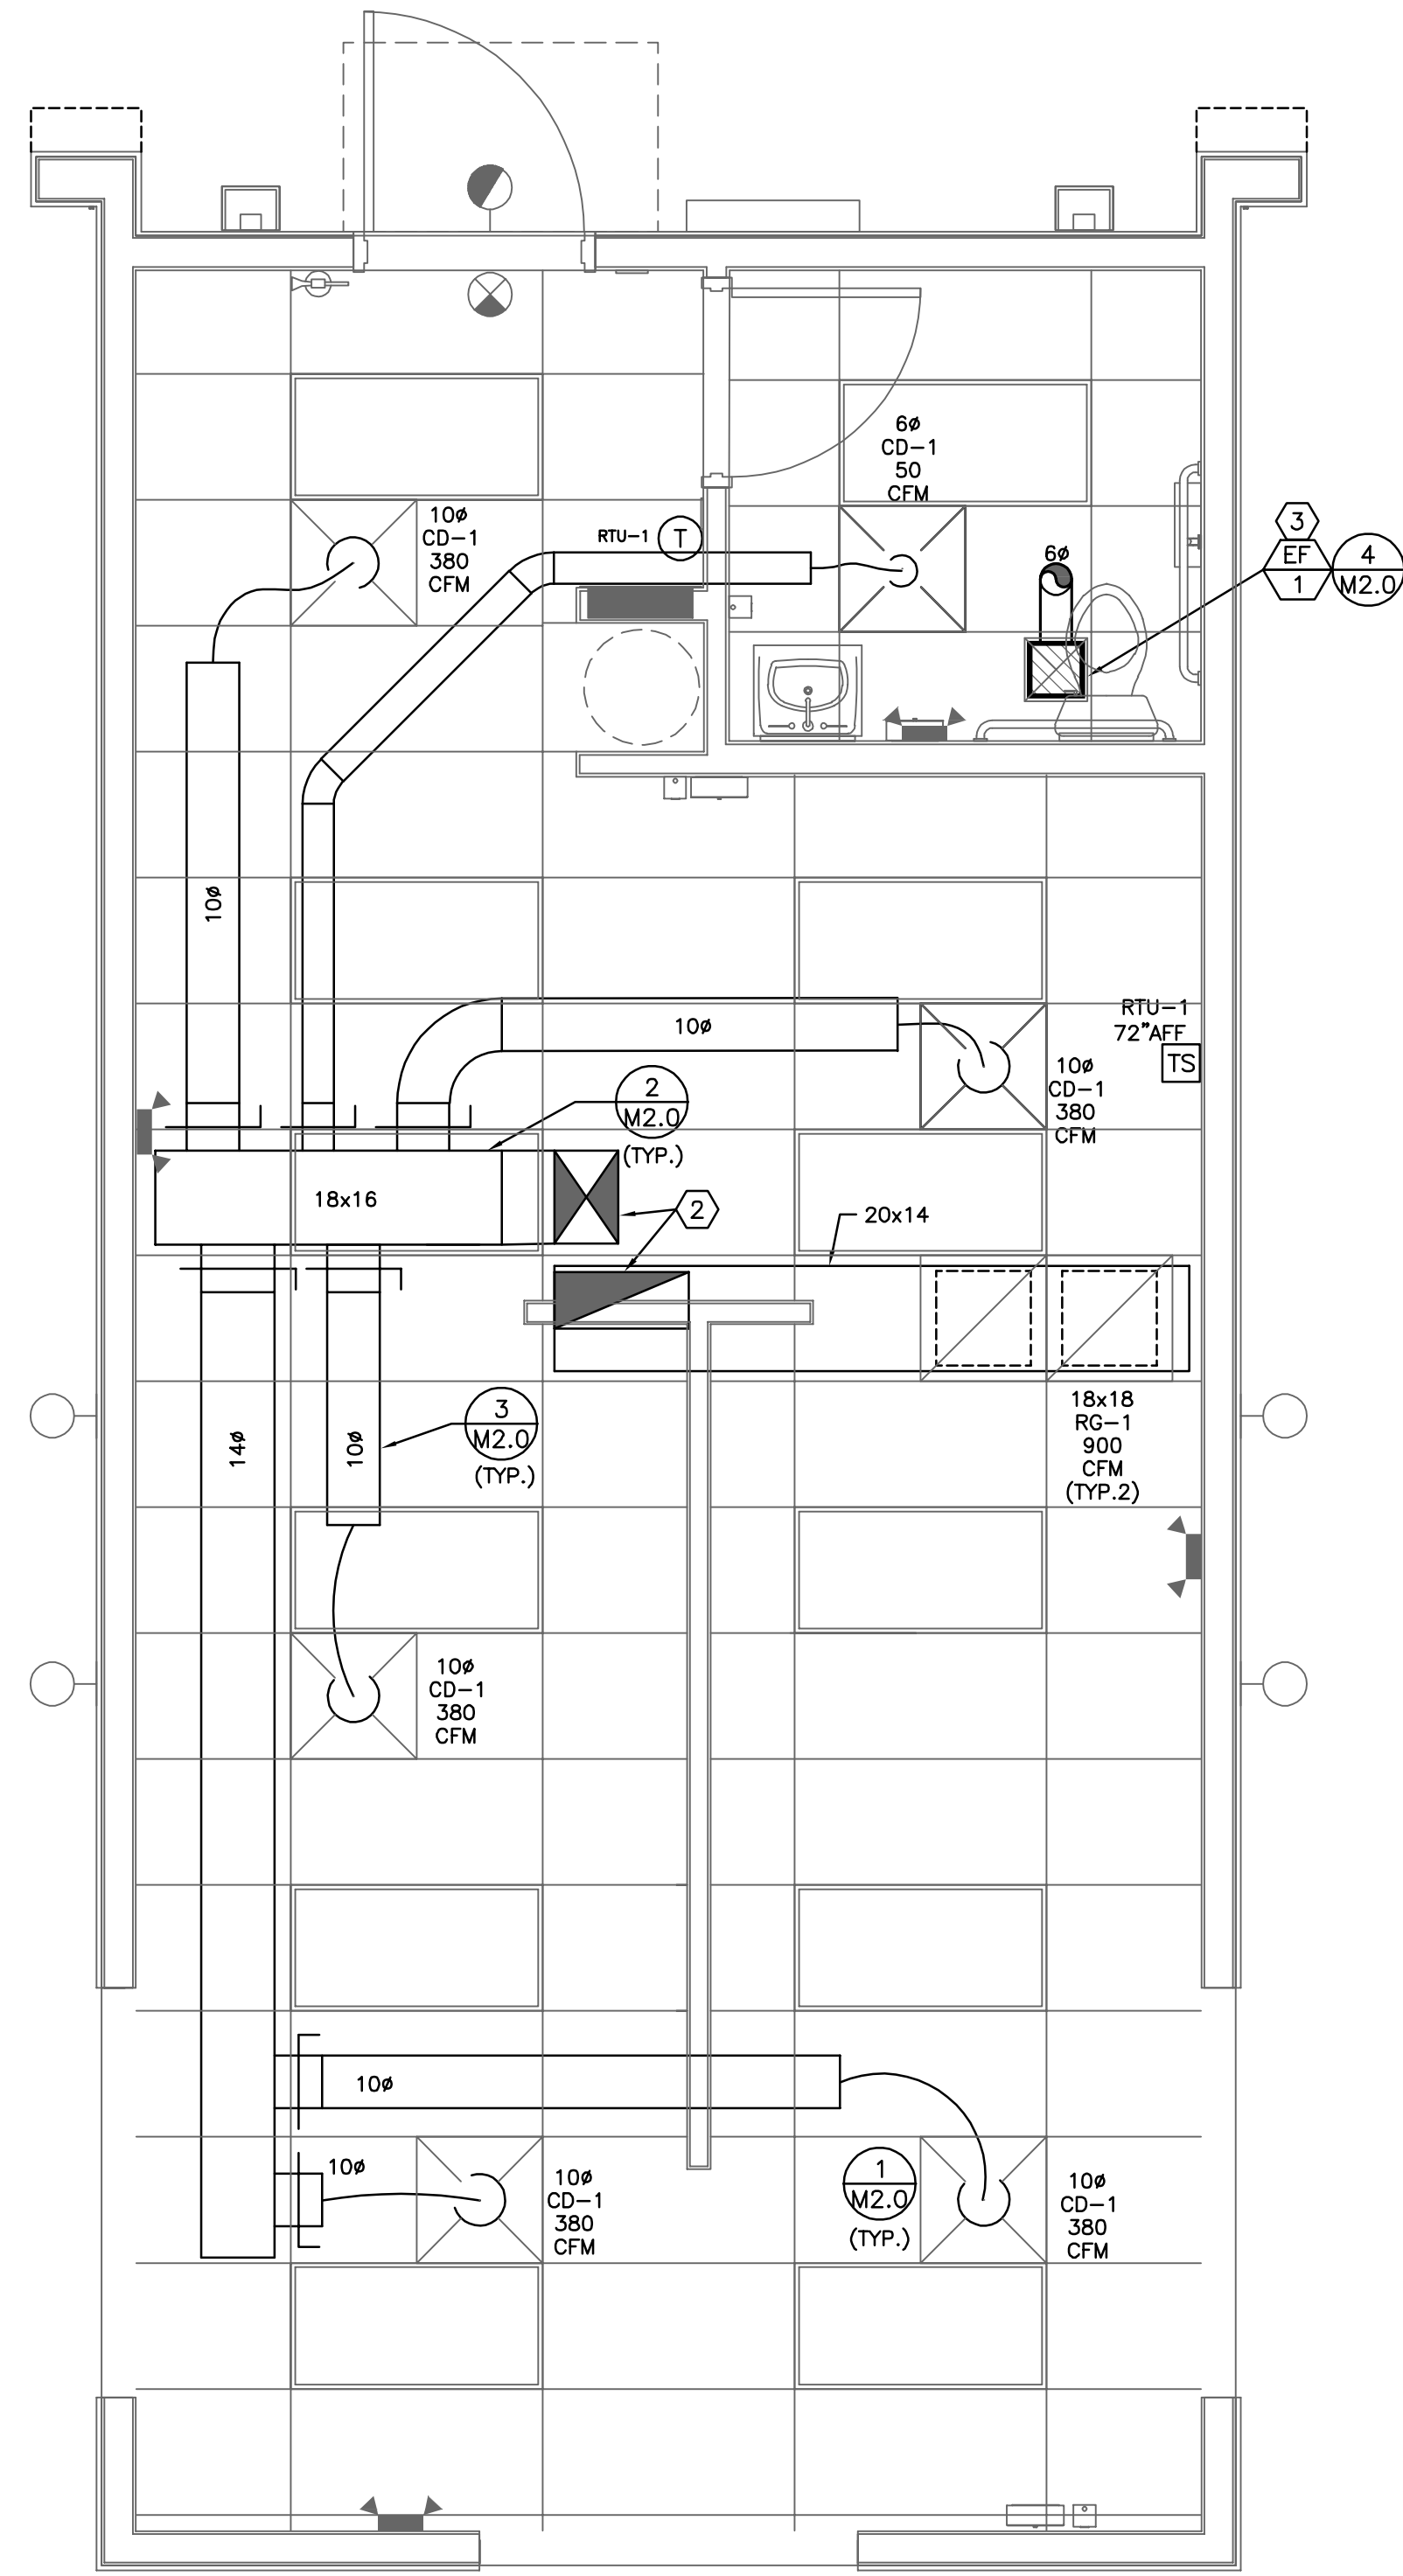 6ø
CD-1
50
CFM
10ø
CD-1
380
CFM
RTU-1
T
6ø
3
EF
1
4
M2.0
10ø
10ø
RTU-1
72"AFF
TS
10ø
CD-1
380
CFM
2
M2.0
(TYP.)
18x16
2
20x14
18x18
RG-1
900
CFM
(TYP.2)
3
M2.0
(TYP.)
14ø
10ø
10ø
CD-1
380
CFM
10ø
10ø
10ø
CD-1
380
CFM
1
M2.0
(TYP.)
10ø
CD-1
380
CFM